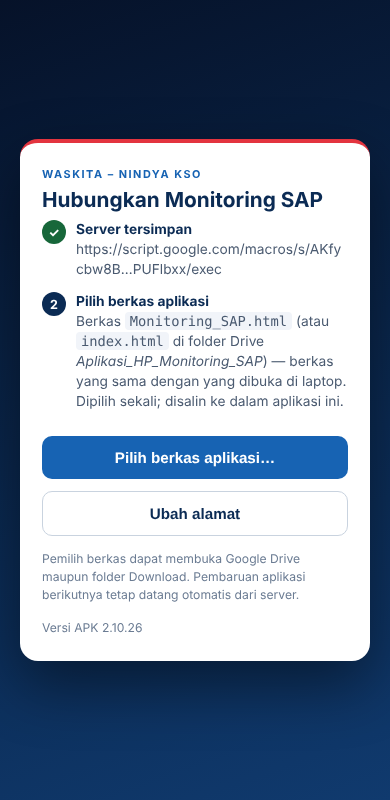 WASKITA – NINDYA KSO
Hubungkan Monitoring SAP
Server tersimpan
https://script.google.com/macros/s/AKfy
cbw8B…PUFIbxx/exec
2
Pilih berkas aplikasi
Berkas Monitoring_SAP.html (atau
index.html di folder Drive
Aplikasi_HP_Monitoring_SAP) — berkas
yang sama dengan yang dibuka di laptop.
Dipilih sekali; disalin ke dalam aplikasi ini.
Pilih berkas aplikasi…
Ubah alamat
Pemilih berkas dapat membuka Google Drive
maupun folder Download. Pembaruan aplikasi
berikutnya tetap datang otomatis dari server.
Versi APK 2.10.26